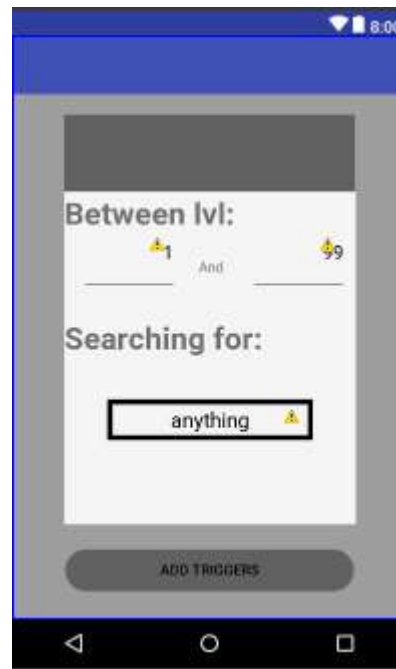 8:00
Between lvl:
1 And 99
Searching for:
anything
ADD TRIGGERS